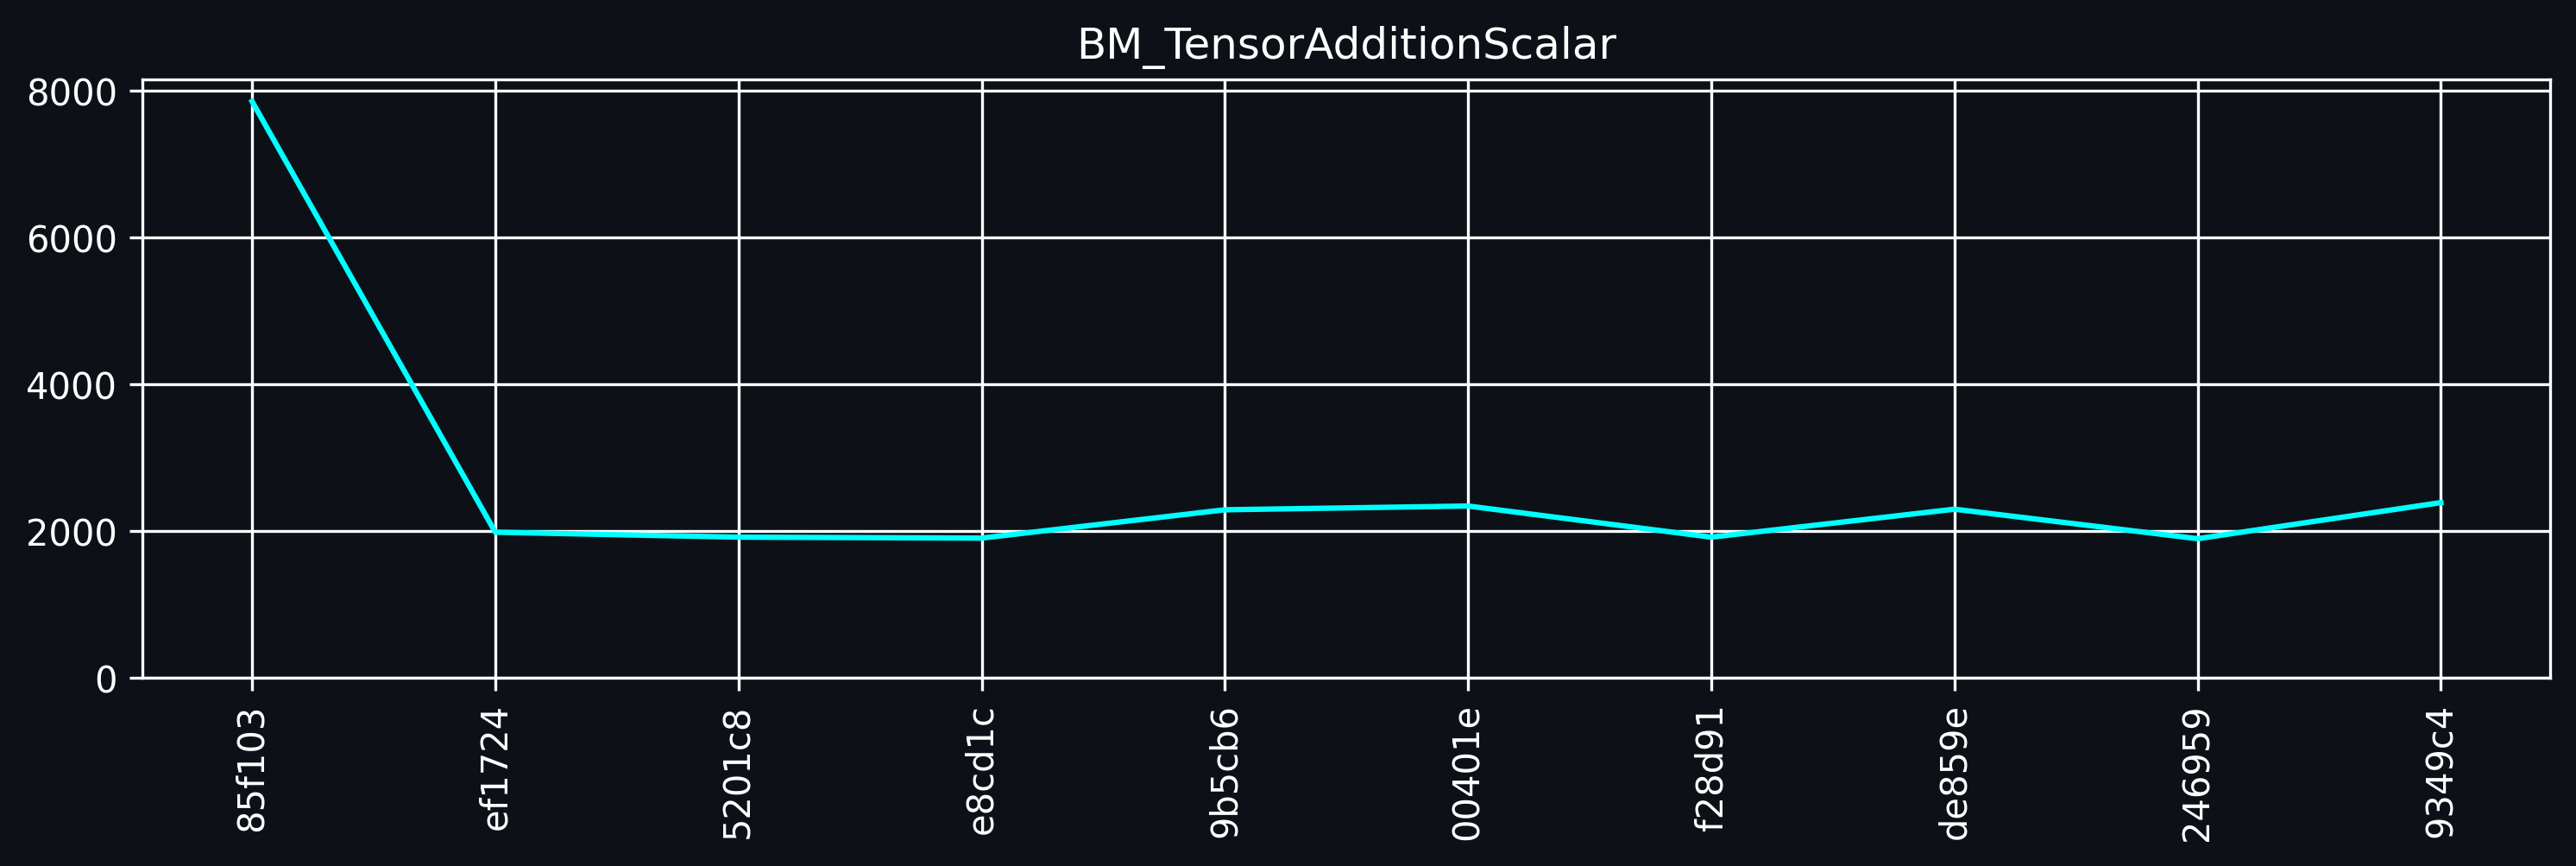 BM_TensorAdditionScalar
8000
6000
4000
2000
0
85f103
ef1724
5201c8
e8cd1c
9b5cb6
00401e
f28d91
de859e
246959
9349c4